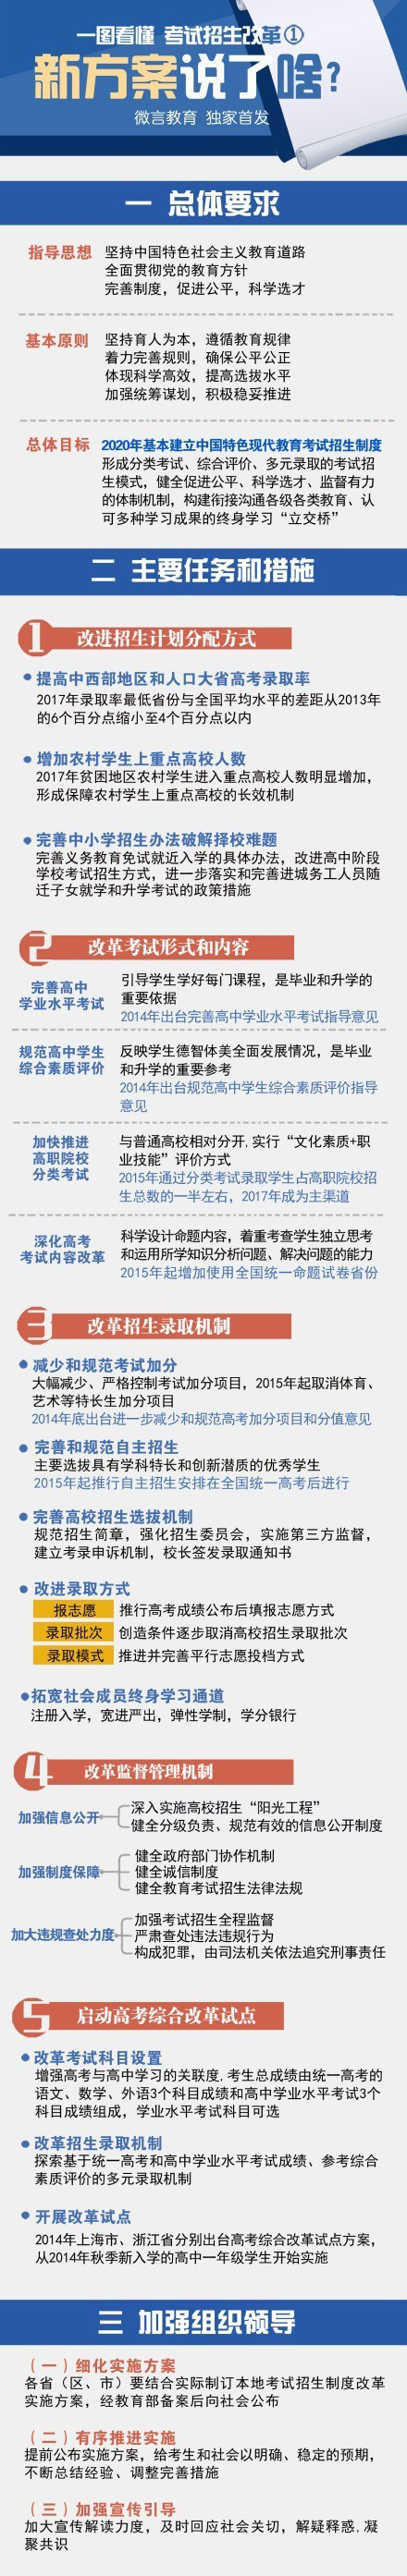 一图看懂 考试招生改革①
新方案说了啥?
微言教育 独家首发
一 总体要求
指导思想
坚持中国特色社会主义教育道路
全面贯彻党的教育方针
完善制度，促进公平，科学选才
基本原则
坚持育人为本，遵循教育规律
着力完善规则，确保公平公正
体现科学高效，提高选拔水平
加强统筹谋划，积极稳妥推进
总体目标
2020年基本建立中国特色现代教育考试招生制度
形成分类考试、综合评价、多元录取的考试招
生模式，健全促进公平、科学选才、监督有力
的体制机制，构建衔接沟通各级各类教育、认
可多种学习成果的终身学习“立交桥”
二 主要任务和措施
1 改进招生计划分配方式
提高中西部地区和人口大省高考录取率
2017年录取率最低省份与全国平均水平的差距从2013年
的6个百分点缩小至4个百分点以内
增加农村学生上重点高校人数
2017年贫困地区农村学生进入重点高校人数明显增加，
形成保障农村学生上重点高校的长效机制
完善中小学招生办法破解择校难题
完善义务教育免试就近入学的具体办法，改进高中阶段
学校考试招生方式，进一步落实和完善进城务工人员随
迁子女就学和升学考试的政策措施
2 改革考试形式和内容
完善高中
学业水平考试
引导学生学好每门课程，是毕业和升学的
重要依据
2014年出台完善高中学业水平考试指导意见
规范高中学生
综合素质评价
反映学生德智体美全面发展情况，是毕业
和升学的重要参考
2014年出台规范高中学生综合素质评价指导
意见
加快推进
高职院校
分类考试
与普通高校相对分开,实行“文化素质+职
业技能”评价方式
2015年通过分类考试录取学生占高职院校招
生总数的一半左右，2017年成为主渠道
深化高考
考试内容改革
科学设计命题内容，着重考查学生独立思考
和运用所学知识分析问题、解决问题的能力
2015年起增加使用全国统一命题试卷省份
3 改革招生录取机制
减少和规范考试加分
大幅减少、严格控制考试加分项目，2015年起取消体育、
艺术等特长生加分项目
2014年底出台进一步减少和规范高考加分项目和分值意见
完善和规范自主招生
主要选拔具有学科特长和创新潜质的优秀学生
2015年起推行自主招生安排在全国统一高考后进行
完善高校招生选拔机制
规范招生简章，强化招生委员会，实施第三方监督，
建立考录申诉机制，校长签发录取通知书
改进录取方式
报志愿 推行高考成绩公布后填报志愿方式
录取批次 创造条件逐步取消高校招生录取批次
录取模式 推进并完善平行志愿投档方式
拓宽社会成员终身学习通道
注册入学，宽进严出，弹性学制，学分银行
4 改革监督管理机制
加强信息公开
深入实施高校招生“阳光工程”
健全分级负责、规范有效的信息公开制度
加强制度保障
健全政府部门协作机制
健全诚信制度
健全教育考试招生法律法规
加大违规查处力度
加强考试招生全程监督
严肃查处违法违规行为
构成犯罪，由司法机关依法追究刑事责任
5 启动高考综合改革试点
改革考试科目设置
增强高考与高中学习的关联度,考生总成绩由统一高考的
语文、数学、外语3个科目成绩和高中学业水平考试3个
科目成绩组成，学业水平考试科目可选
改革招生录取机制
探索基于统一高考和高中学业水平考试成绩、参考综合
素质评价的多元录取机制
开展改革试点
2014年上海市、浙江省分别出台高考综合改革试点方案，
从2014年秋季新入学的高中一年级学生开始实施
三 加强组织领导
（一）细化实施方案
各省（区、市）要结合实际制订本地考试招生制度改革
实施方案，经教育部备案后向社会公布
（二）有序推进实施
提前公布实施方案，给考生和社会以明确、稳定的预期，
不断总结经验、调整完善措施
（三）加强宣传引导
加大宣传解读力度，及时回应社会关切，解疑释惑,凝
聚共识